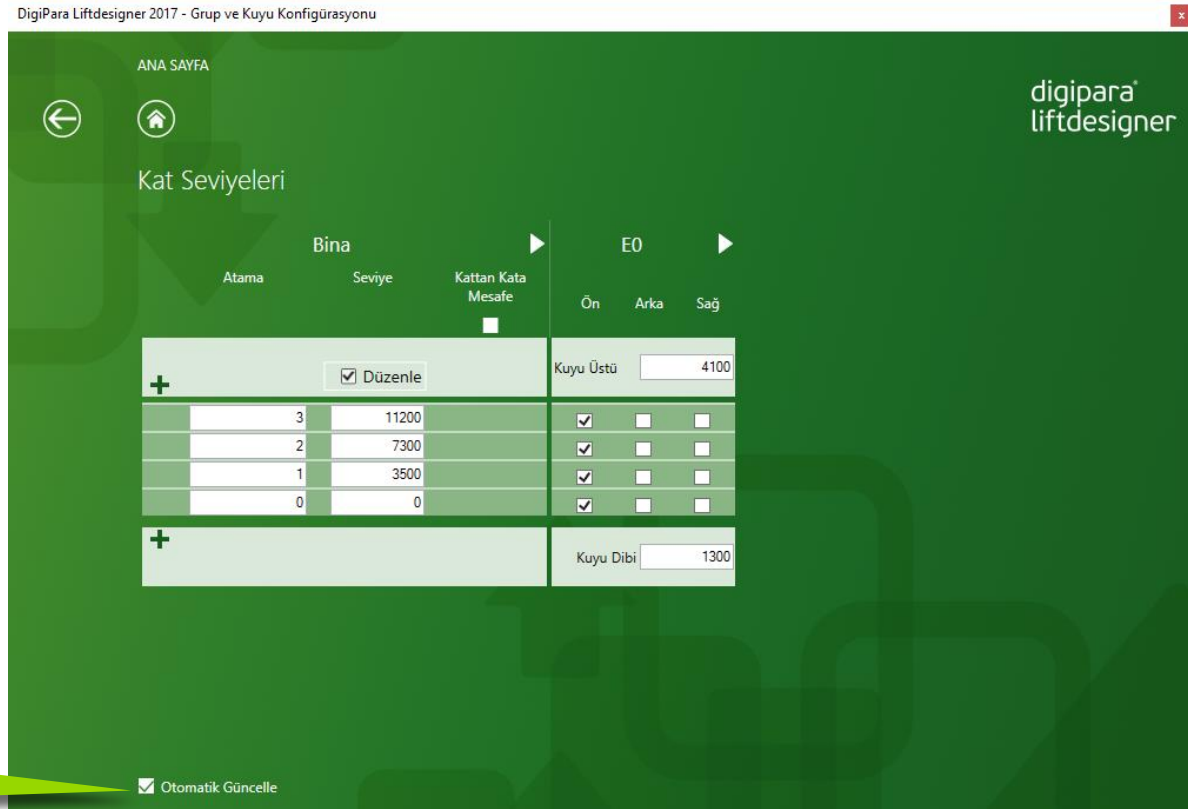 DigiPara Liftdesigner 2017 - Grup ve Kuyu Konfigürasyonu
x
ANA SAYFA
digipara®
liftdesigner
Kat Seviyeleri
Bina E0
Atama Seviye Kattan Kata
Mesafe
Ön Arka Sağ
Düzenle Kuyu Üstü 4100
3 11200
2 7300
1 3500
0 0
Kuyu Dibi 1300
Otomatik Güncelle